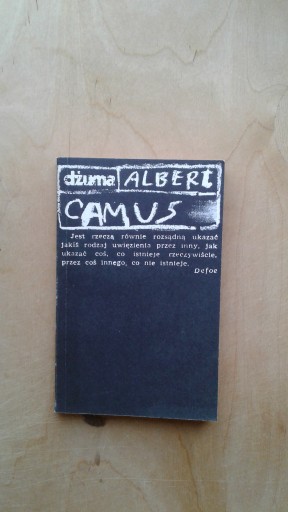 dżuma ALBERT
CAMUS
Jest rzeczą równie rozsądną ukazać
jakiś rodzaj uwięzienia przez inny, jak
ukazać coś, co istnieje rzeczywiście,
przez coś innego, co nie istnieje.
Defoe